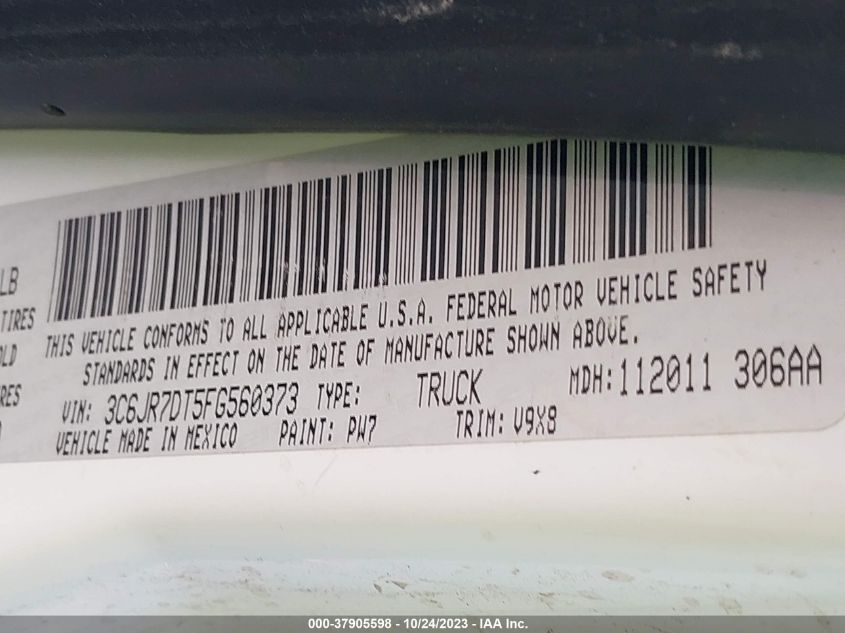 LB
TIRES
OLD
RES
THIS VEHICLE CONFORMS TO ALL APPLICABLE U.S.A. FEDERAL MOTOR VEHICLE SAFETY
STANDARDS IN EFFECT ON THE DATE OF MANUFACTURE SHOWN ABOVE.
VIN: 3C6JR7DT5FG560373 TYPE: TRUCK MDH:112011 306AA
VEHICLE MADE IN MEXICO PAINT: PW7 TRIM: V9X8
000-37905598 - 10/24/2023 - IAA Inc.